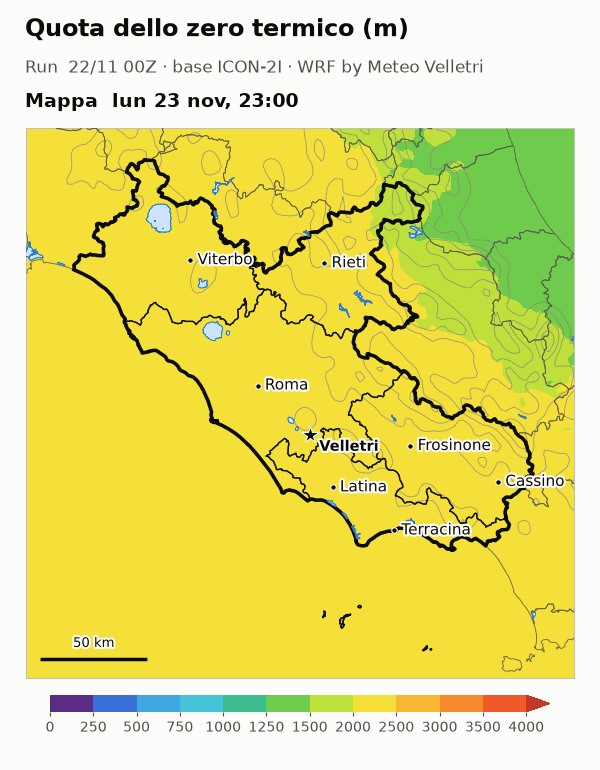 Quota dello zero termico (m)
Run 22/11 00Z · base ICON-2I · WRF by Meteo Velletri
Mappa lun 23 nov, 23:00
Viterbo
Rieti
Roma
Velletri
Frosinone
Latina
Cassino
Terracina
50 km
0 250 500 750 1000 1250 1500 2000 2500 3000 3500 4000